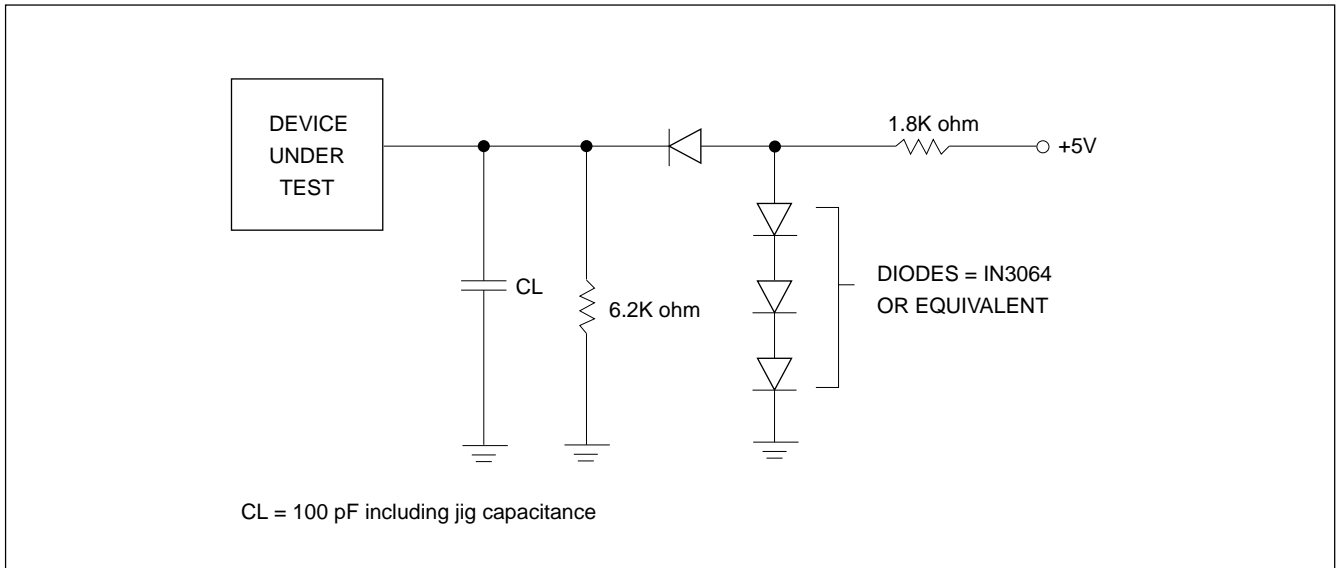 DEVICE
UNDER
TEST
1.8K ohm
+5V
CL
6.2K ohm
DIODES = IN3064
OR EQUIVALENT
CL = 100 pF including jig capacitance